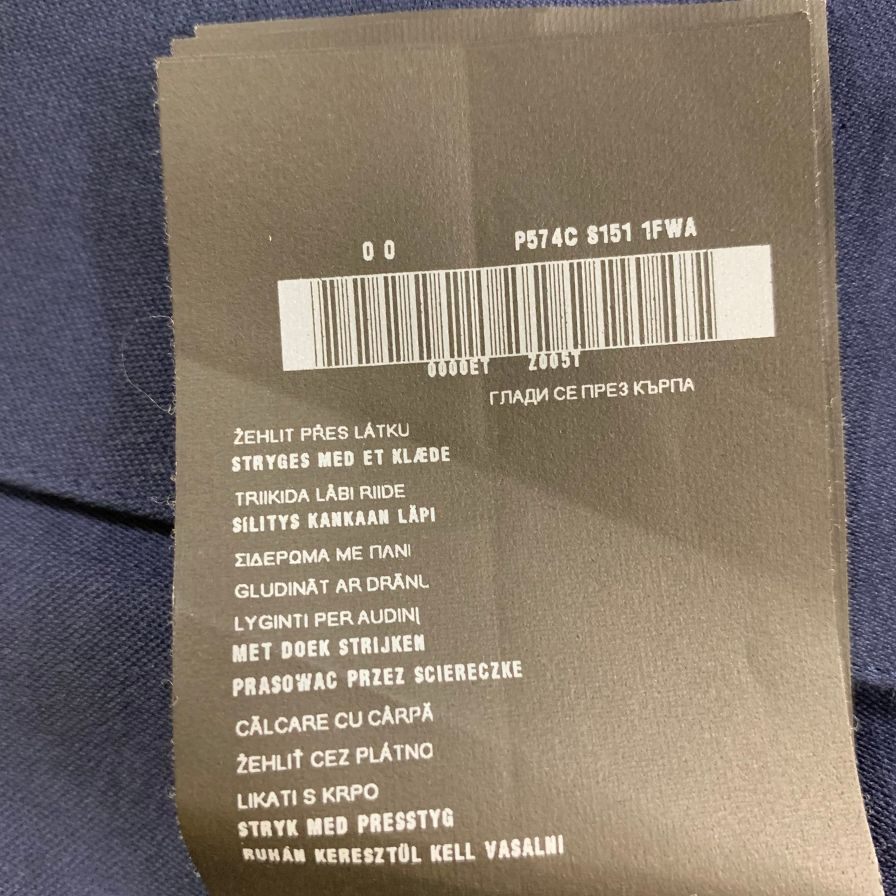 0 0 P574C S151 1FWA
0000ET Z005T
ГЛАДИ СЕ ПРЕЗ КЪРПА
ŽEHLIT PŘES LÁTKU
STRYGES MED ET KLÆDE
TRIIKIDA LÄBI RIIDE
SILITYS KANKAAN LÄPI
ΣΙΔΕΡΩΜΑ ΜΕ ΠΑΝΙ
GLUDINĀT AR DRĀNU
LYGINTI PER AUDINĮ
MET DOEK STRIJKEN
PRASOWAC PRZEZ SCIERECZKE
CĂLCARE CU CÂRPĂ
ŽEHLIŤ CEZ PLÁTNO
LIKATI S KRPO
STRYK MED PRESSTYG
RUHÁN KERESZTÜL KELL VASALNI